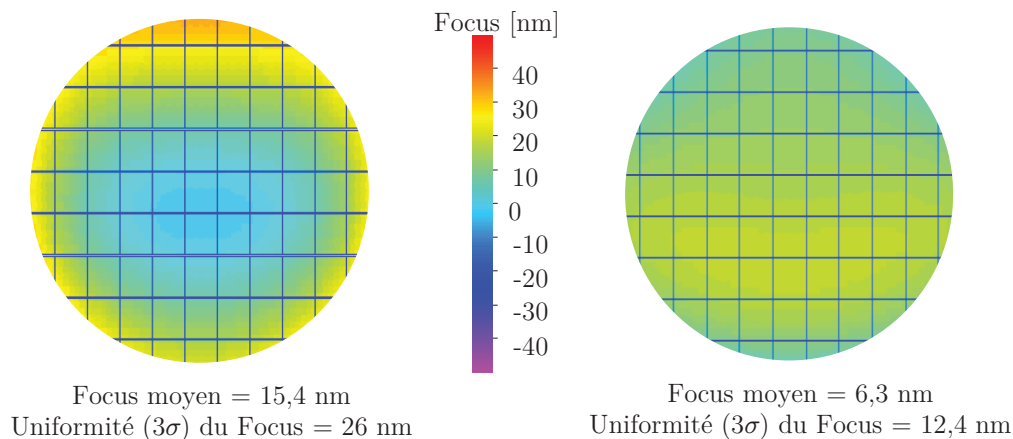 Focus [nm]
40
30
20
10
0
-10
-20
-30
-40
Focus moyen = 15,4 nm
Uniformité (3σ) du Focus = 26 nm
Focus moyen = 6,3 nm
Uniformité (3σ) du Focus = 12,4 nm